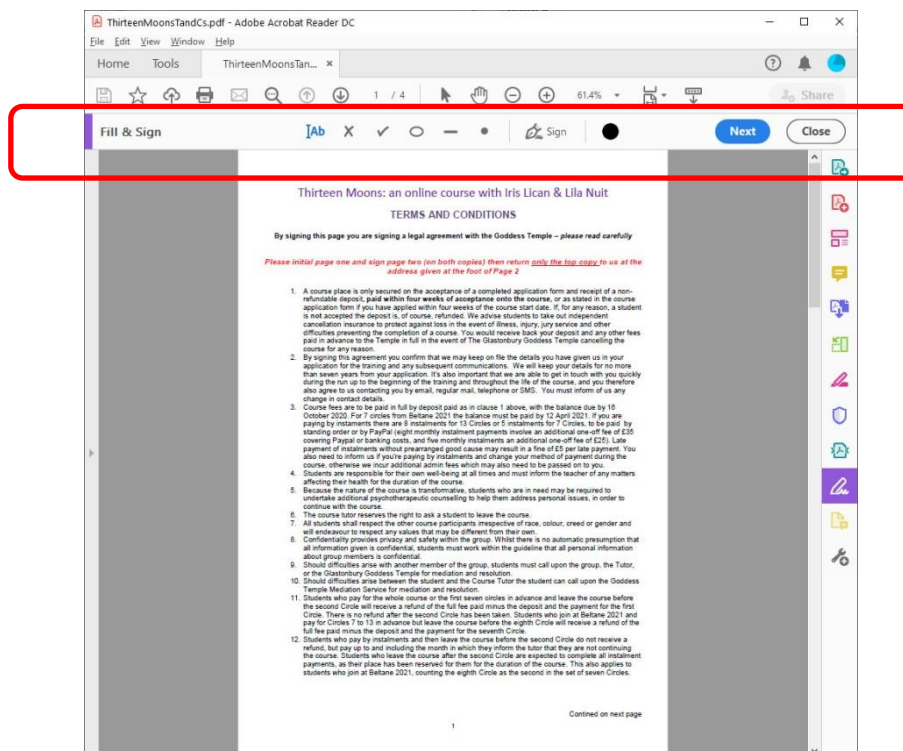 ThirteenMoonsTandCs.pdf - Adobe Acrobat Reader DC
File Edit View Window Help
Home Tools ThirteenMoonsTan... ×
1 / 4 61.4% Share
Fill & Sign Ab Sign Next Close
Thirteen Moons: an online course with Iris Lican & Lila Nuit
TERMS AND CONDITIONS
By signing this page you are signing a legal agreement with the Goddess Temple – please read carefully
Please initial page one and sign page two (on both copies) then return only the top copy to us at the
address given at the foot of Page 2
1. A course place is only secured on the acceptance of a completed application form and receipt of a non-
refundable deposit, paid within four weeks of acceptance onto the course, or as stated in the course
application form if you have applied within four weeks of the course start date. If, for any reason, a student
is not accepted the deposit is, of course, refunded. We advise students to take out independent
cancellation insurance to protect against loss in the event of illness, injury, jury service and other
difficulties preventing the completion of a course. You would receive back your deposit and any other fees
paid in advance to the Temple in full in the event of The Glastonbury Goddess Temple cancelling the
course for any reason.
2. By signing this agreement you confirm that we may keep on file the details you have given us in your
application for the training and any subsequent communications. We will keep your details for no more
than seven years from your application. It's also important that we are able to get in touch with you quickly
during the run up to the beginning of the training and throughout the life of the course, and you therefore
also agree to us contacting you by email, regular mail, telephone or SMS. You must inform of us any
change in contact details.
3. Course fees are to be paid in full by deposit paid as in clause 1 above, with the balance due by 16
October 2020. For 7 circles from Beltane 2021 the balance must be paid by 12 April 2021. If you are
paying by instaments there are 8 instalments for 13 Circles or 5 instalments for 7 Circles, to be paid by
standing order or by PayPal (eight monthly instalment payments involve an additional one-off fee of £35
covering Paypal or banking costs, and five monthly instalments an additional one-off fee of £25). Late
payment of instalments without prearranged good cause may result in a fine of £5 per late payment. You
also need to inform us if you're paying by instalments and change your method of payment during the
course, otherwise we incur additional admin fees which may also need to be passed on to you.
4. Students are responsible for their own well-being at all times and must inform the teacher of any matters
affecting their health for the duration of the course.
5. Because the nature of the course is transformative, students who are in need may be required to
undertake additional psychotherapeutic counselling to help them address personal issues, in order to
continue with the course.
6. The course tutor reserves the right to ask a student to leave the course.
7. All students shall respect the other course participants irrespective of race, colour, creed or gender and
will endeavour to respect any values that may be different from their own.
8. Confidentiality provides privacy and safety within the group. Whilst there is no automatic presumption that
all information given is confidential, students must work within the guideline that all personal information
about group members is confidential.
9. Should difficulties arise with another member of the group, students must call upon the group, the Tutor,
or the Glastonbury Goddess Temple for mediation and resolution.
10. Should difficulties arise between the student and the Course Tutor the student can call upon the Goddess
Temple Mediation Service for mediation and resolution.
11. Students who pay for the whole course or the first seven circles in advance and leave the course before
the second Circle will receive a refund of the full fee paid minus the deposit and the payment for the first
Circle. There is no refund after the second Circle has been taken. Students who join at Beltane 2021 and
pay for Circles 7 to 13 in advance but leave the course before the eighth Circle will receive a refund of the
full fee paid minus the deposit and the payment for the seventh Circle.
12. Students who pay by instalments and then leave the course before the second Circle do not receive a
refund, but pay up to and including the month in which they inform the tutor that they are not continuing
the course. Students who leave the course after the second Circle are expected to complete all instalment
payments, as their place has been reserved for them for the duration of the course. This also applies to
students who join at Beltane 2021, counting the eighth Circle as the second in the set of seven Circles.
Contined on next page
1